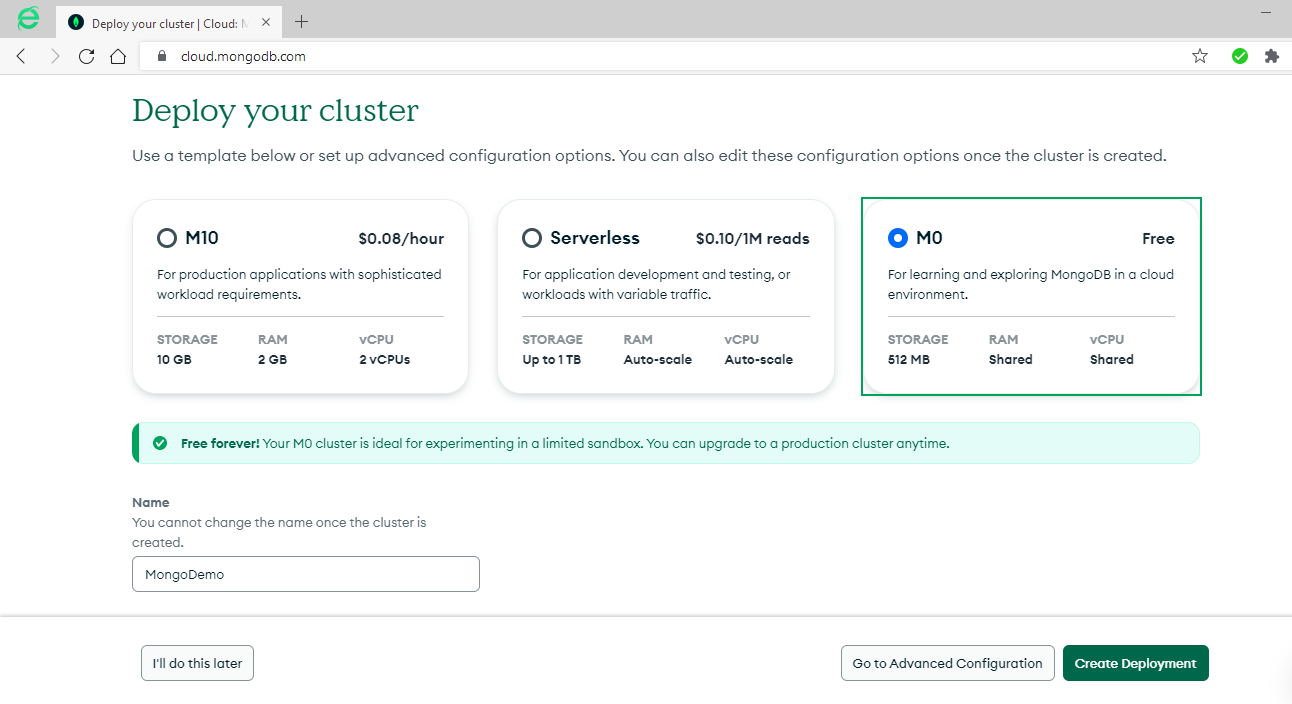 Deploy your cluster | Cloud:
cloud.mongodb.com
Deploy your cluster
Use a template below or set up advanced configuration options. You can also edit these configuration options once the cluster is created.
M10 $0.08/hour
For production applications with sophisticated
workload requirements.
STORAGE RAM vCPU
10 GB 2 GB 2 vCPUs
Serverless $0.10/1M reads
For application development and testing, or
workloads with variable traffic.
STORAGE RAM vCPU
Up to 1 TB Auto-scale Auto-scale
M0 Free
For learning and exploring MongoDB in a cloud
environment.
STORAGE RAM vCPU
512 MB Shared Shared
Free forever! Your M0 cluster is ideal for experimenting in a limited sandbox. You can upgrade to a production cluster anytime.
Name
You cannot change the name once the cluster is
created.
MongoDemo
I'll do this later
Go to Advanced Configuration
Create Deployment